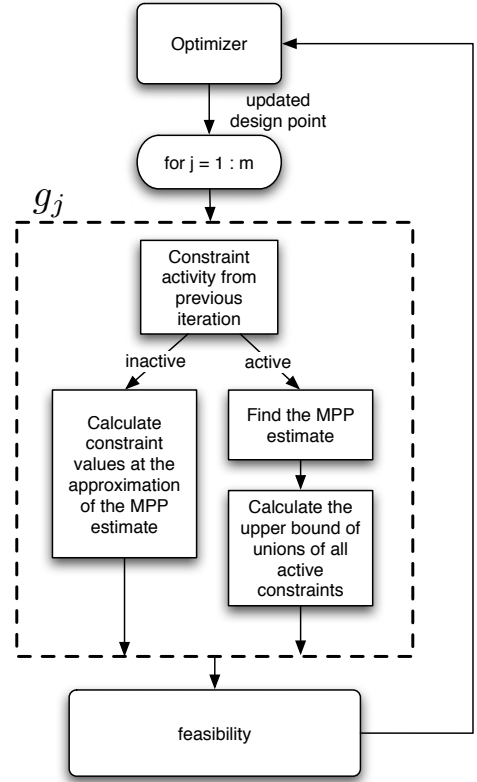 Optimizer
updated
design point
for j = 1 : m
g_j
Constraint
activity from
previous
iteration
inactive
active
Calculate
constraint
values at the
approximation
of the MPP
estimate
Find the MPP
estimate
Calculate the
upper bound of
unions of all
active
constraints
feasibility